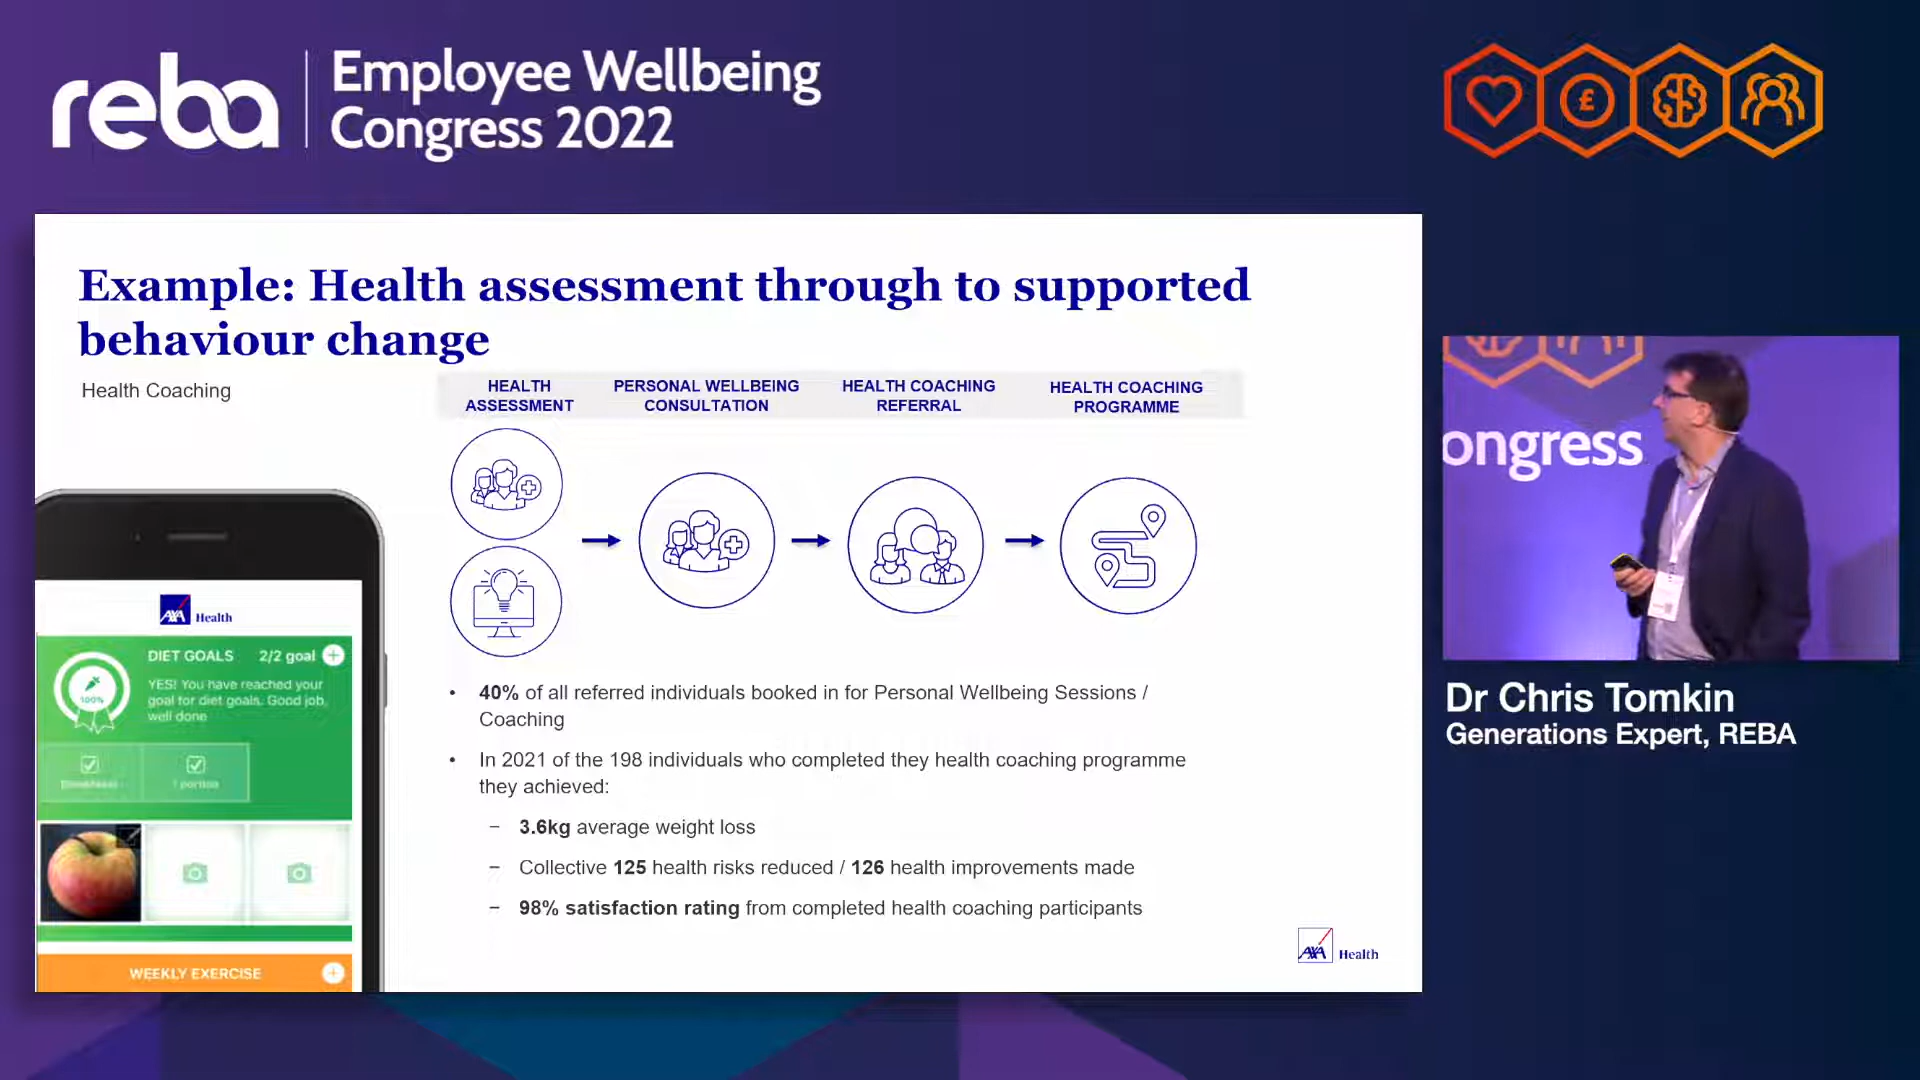 reba
Employee Wellbeing
Congress 2022
£
Example: Health assessment through to supported
behaviour change
Health Coaching
HEALTH
ASSESSMENT
PERSONAL WELLBEING
CONSULTATION
HEALTH COACHING
REFERRAL
HEALTH COACHING
PROGRAMME
AXA Health
DIET GOALS 2/2 goal
100%
YES! You have reached your
goal for diet goals. Good job,
well done
1 portion
WEEKLY EXERCISE
• 40% of all referred individuals booked in for Personal Wellbeing Sessions /
Coaching
• In 2021 of the 198 individuals who completed they health coaching programme
they achieved:
– 3.6kg average weight loss
– Collective 125 health risks reduced / 126 health improvements made
– 98% satisfaction rating from completed health coaching participants
AXA Health
ongress
Dr Chris Tomkin
Generations Expert, REBA